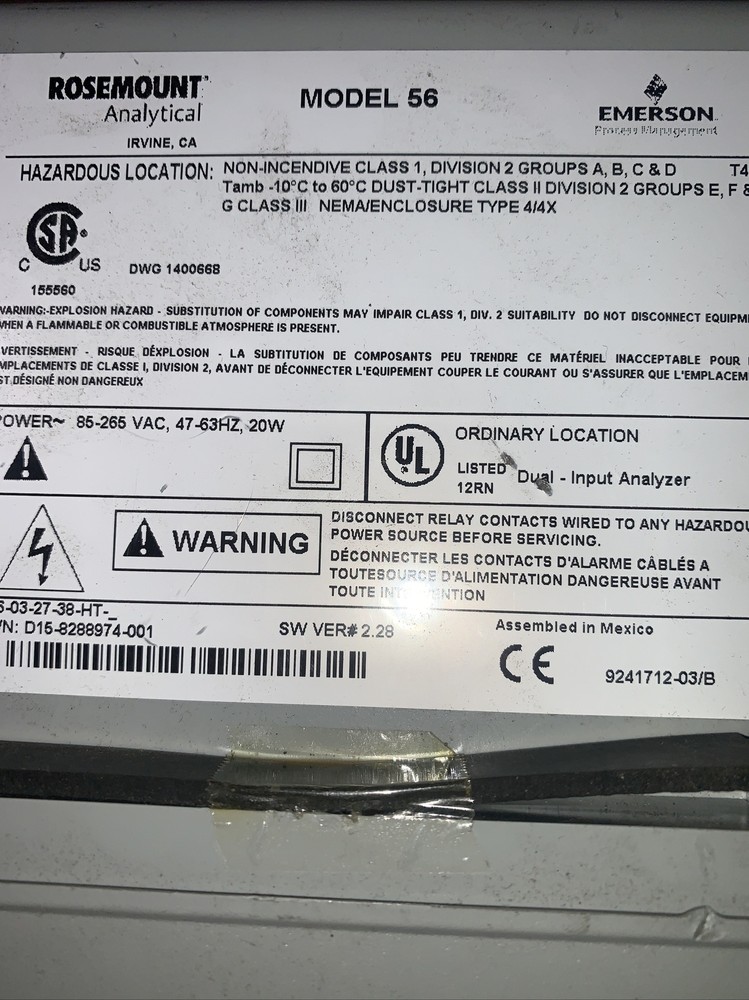 ROSEMOUNT
Analytical
IRVINE, CA
MODEL 56
EMERSON
Process Management
HAZARDOUS LOCATION: NON-INCENDIVE CLASS 1, DIVISION 2 GROUPS A, B, C & D T4
Tamb -10°C to 60°C DUST-TIGHT CLASS II DIVISION 2 GROUPS E, F &
G CLASS III NEMA/ENCLOSURE TYPE 4/4X
SA
C US DWG 1400668
155560
WARNING:-EXPLOSION HAZARD - SUBSTITUTION OF COMPONENTS MAY IMPAIR CLASS 1, DIV. 2 SUITABILITY DO NOT DISCONNECT EQUIPM
WHEN A FLAMMABLE OR COMBUSTIBLE ATMOSPHERE IS PRESENT.
VERTISSEMENT - RISQUE DÉXPLOSION - LA SUBTITUTION DE COMPOSANTS PEU TRENDRE CE MATÉRIEL INACCEPTABLE POUR
MPLACEMENTS DE CLASSE I, DIVISION 2, AVANT DE DÉCONNECTER L'EQUIPEMENT COUPER LE COURANT OU S'ASSURER QUE L'EMPLACEM
ST DÉSIGNÉ NON DANGEREUX
POWER~ 85-265 VAC, 47-63HZ, 20W
UL
ORDINARY LOCATION
LISTED Dual - Input Analyzer
12RN
WARNING
DISCONNECT RELAY CONTACTS WIRED TO ANY HAZARDOU
POWER SOURCE BEFORE SERVICING.
DÉCONNECTER LES CONTACTS D'ALARME CÂBLÉS A
TOUTESOURCE D'ALIMENTATION DANGEREUSE AVANT
TOUTE INT ENTION
6-03-27-38-HT-_
/N: D15-8288974-001
SW VER# 2.28
Assembled in Mexico
CE
9241712-03/B